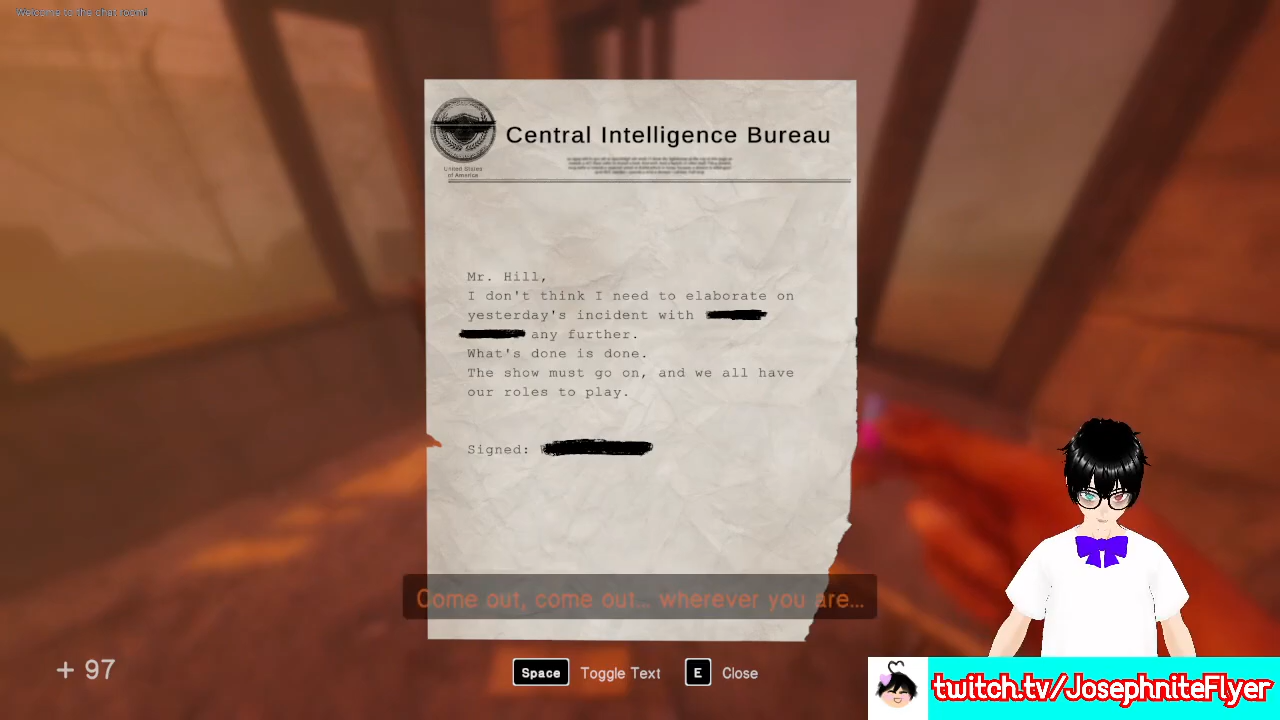 Welcome to the chat room!
Central Intelligence Bureau
United States
of America
Mr. Hill,
I don't think I need to elaborate on
yesterday's incident with
any further.
What's done is done.
The show must go on, and we all have
our roles to play.
Signed:
Come out, come out... wherever you are...
+ 97
Space Toggle Text E Close
twitch.tv/JosephniteFlyer